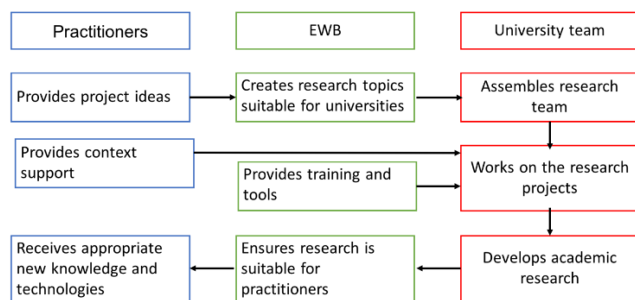 Practitioners
EWB
University team
Provides project ideas
Creates research topics
suitable for universities
Assembles research
team
Provides context
support
Provides training and
tools
Works on the research
projects
Receives appropriate
new knowledge and
technologies
Ensures research is
suitable for
practitioners
Develops academic
research